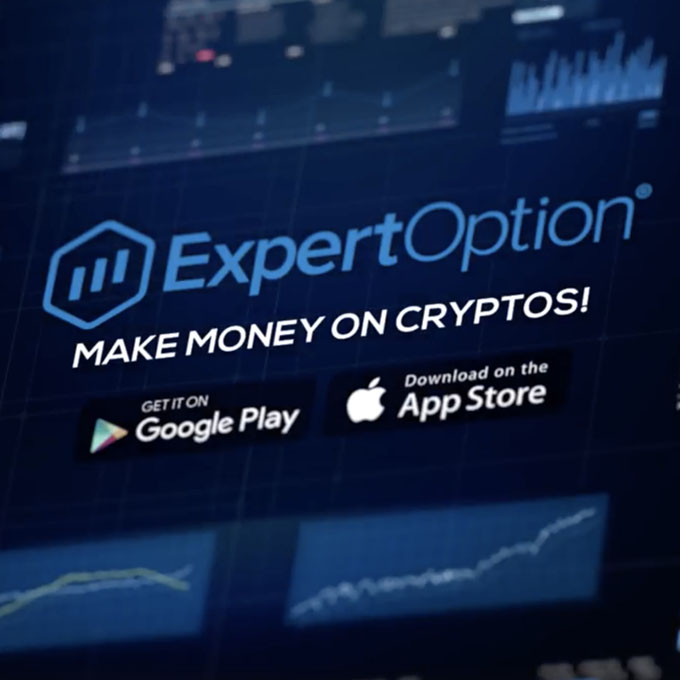 ExpertOption®
MAKE MONEY ON CRYPTOS!
GET IT ON
Google Play
Download on the
App Store